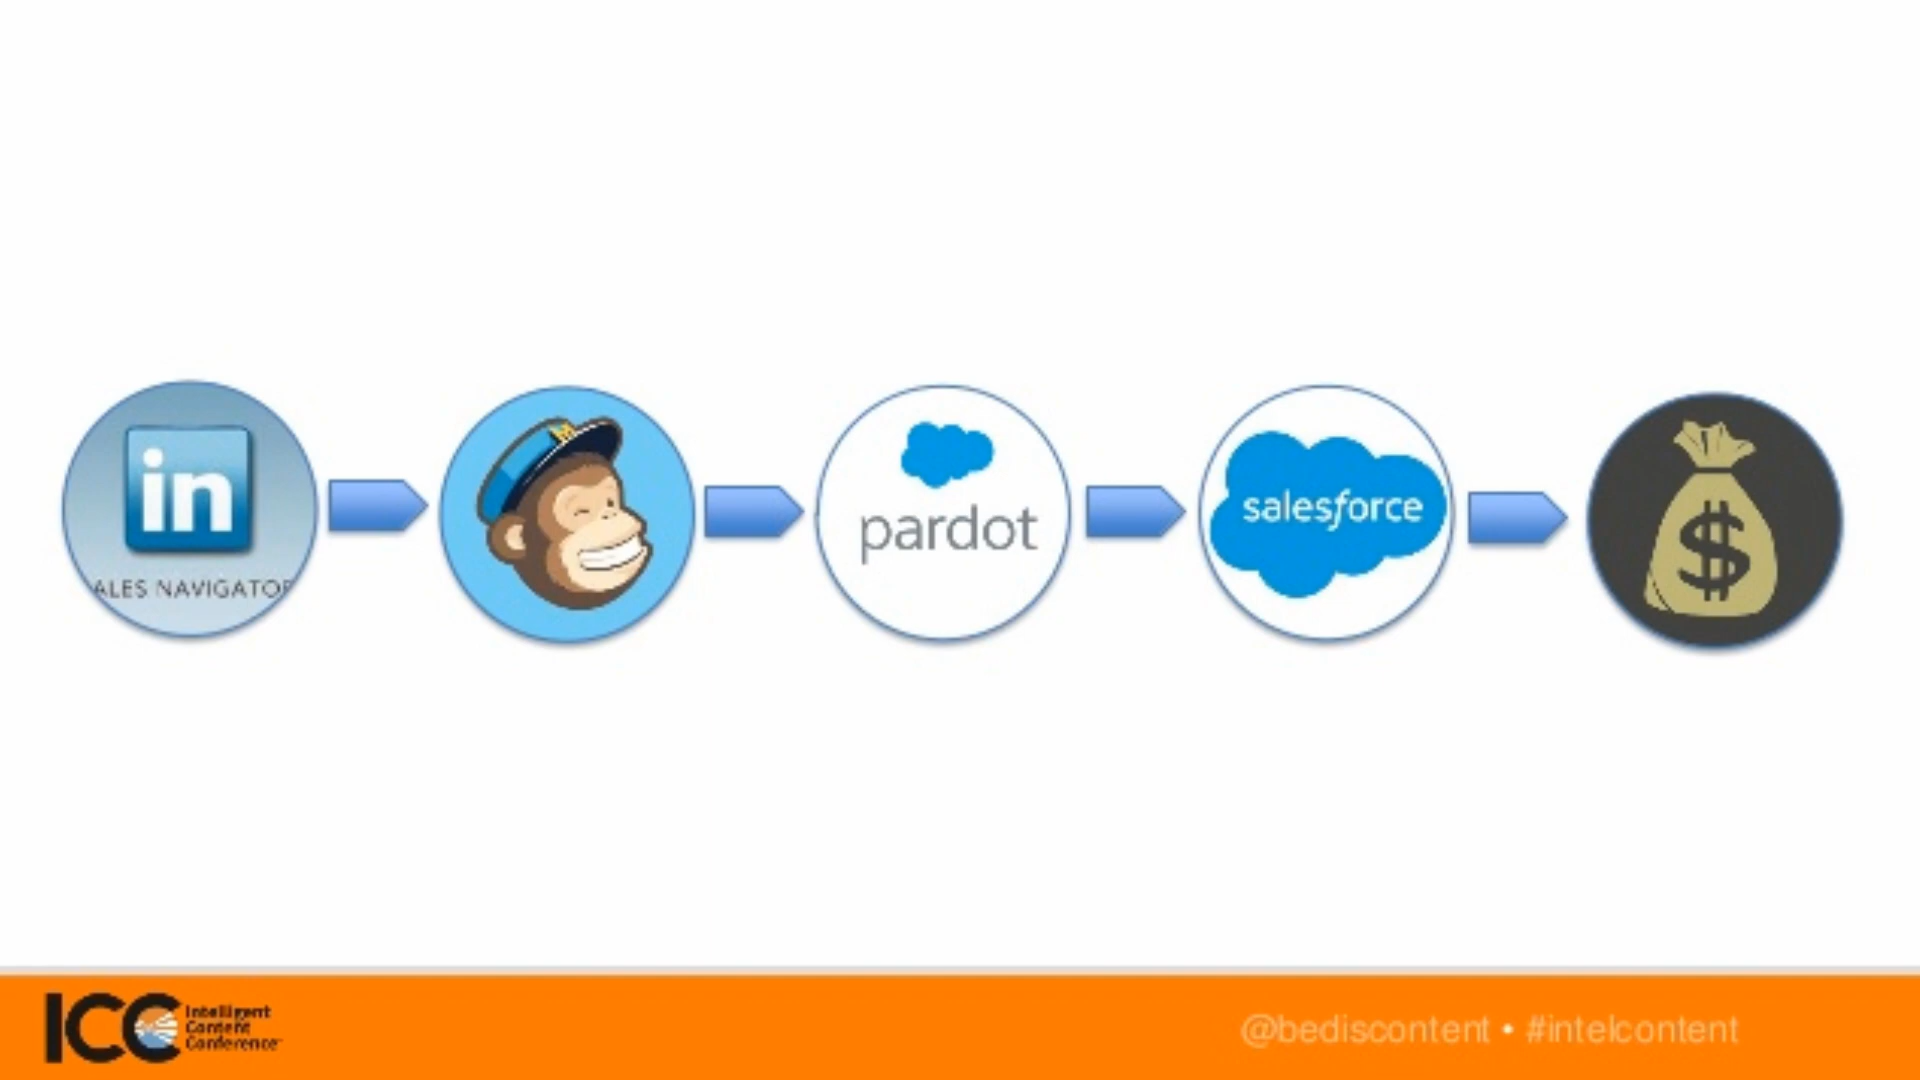 in
ALES NAVIGATOR
M
pardot
salesforce
$
ICC Intelligent
Content
Conference
@bediscontent • #intelcontent